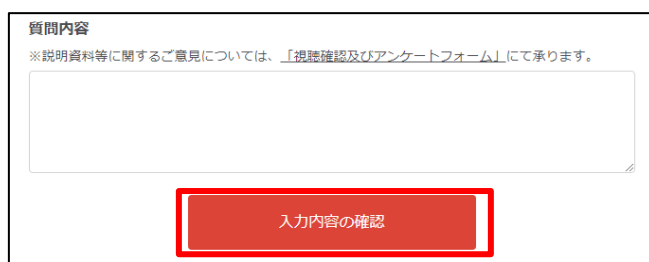 質問内容
※説明資料等に関するご意見については、「視聴確認及びアンケートフォーム」にて承ります。
入力内容の確認